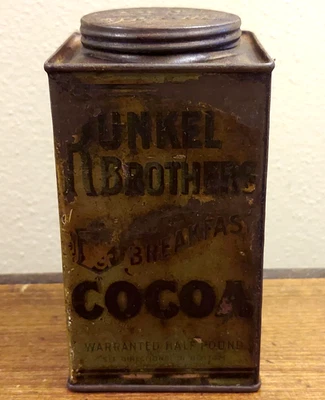 RUNKEL
BROTHERS
BREAKFAS
COCOA
WARRANTED HALF POUND